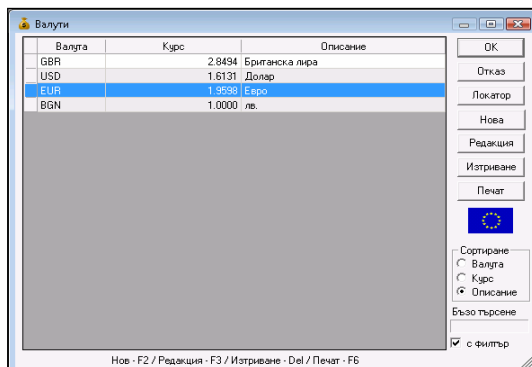 Валути
Валута Курс Описание
GBR 2.8494 Британска лира
USD 1.6131 Долар
EUR 1.9598 Евро
BGN 1.0000 лв.
OK
Отказ
Локатор
Нова
Редакция
Изтриване
Печат
Сортиране
Валута
Курс
Описание
Бъзо търсене
с филтър
Нов - F2 / Редакция - F3 / Изтриване - Del / Печат - F6